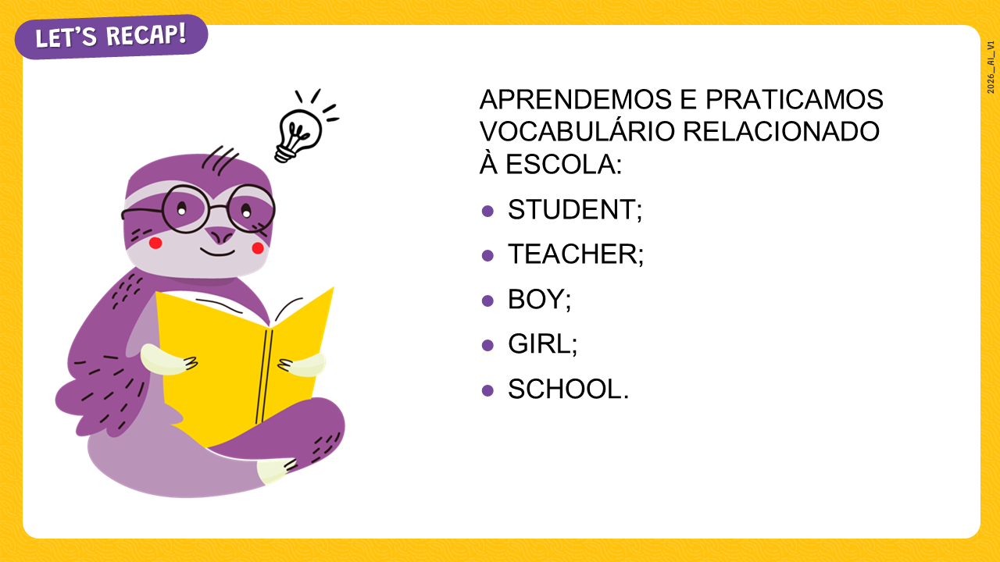 LET'S RECAP!
2026_AI_V1
APRENDEMOS E PRATICAMOS
VOCABULÁRIO RELACIONADO
À ESCOLA:
● STUDENT;
● TEACHER;
● BOY;
● GIRL;
● SCHOOL.